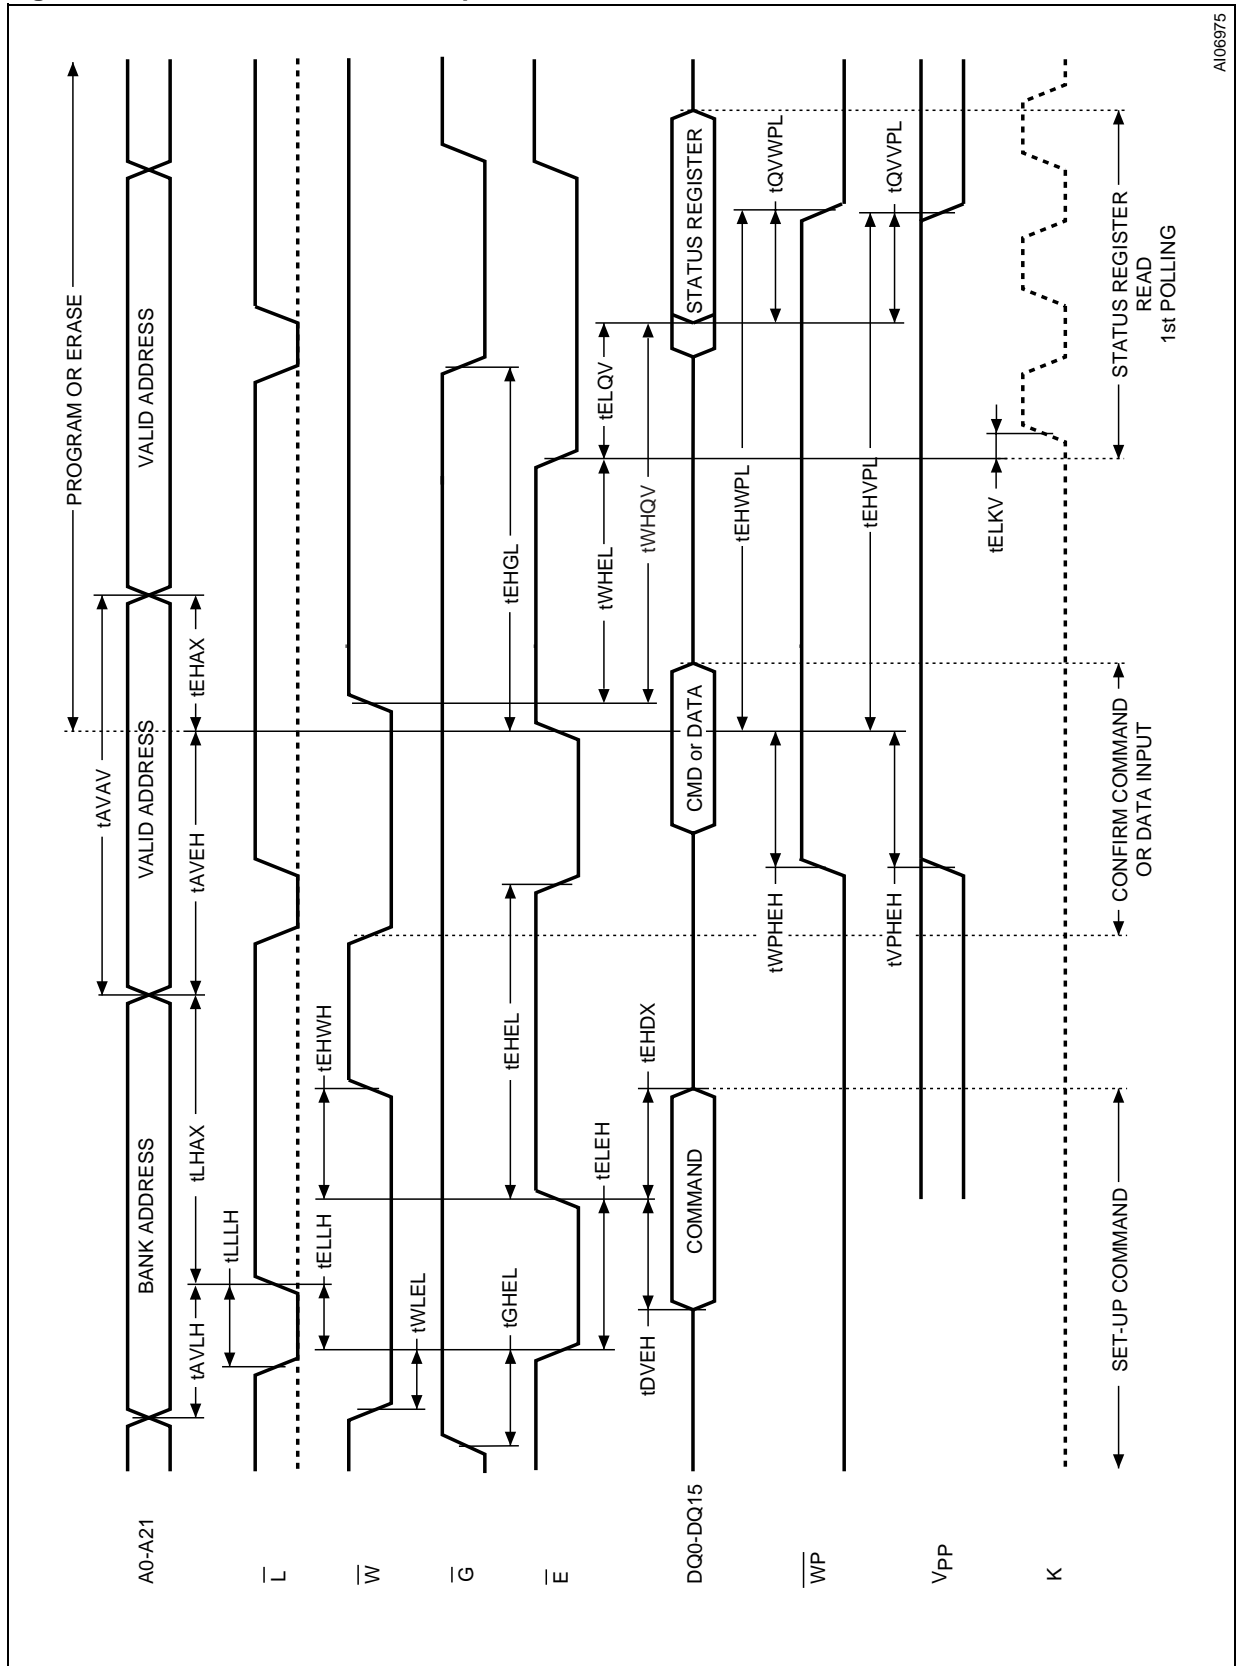 AI06975
PROGRAM OR ERASE
A0-A21
BANK ADDRESS
VALID ADDRESS
VALID ADDRESS
tAVAV
tAVLH
tLHAX
tAVEH
tEHAX
tLLLH
L
tELLH
tEHWH
W
tWLEL
G
tGHEL
tEHEL
tEHGL
E
tELEH
tWHEL
tELQV
tDVEH
tEHDX
tWHQV
DQ0-DQ15
COMMAND
CMD or DATA
STATUS REGISTER
tEHWPL
tWPHEH
tQVWPL
WP
tEHVPL
tVPHEH
tQVVPL
VPP
tELKV
K
SET-UP COMMAND
CONFIRM COMMAND
OR DATA INPUT
STATUS REGISTER
READ
1st POLLING